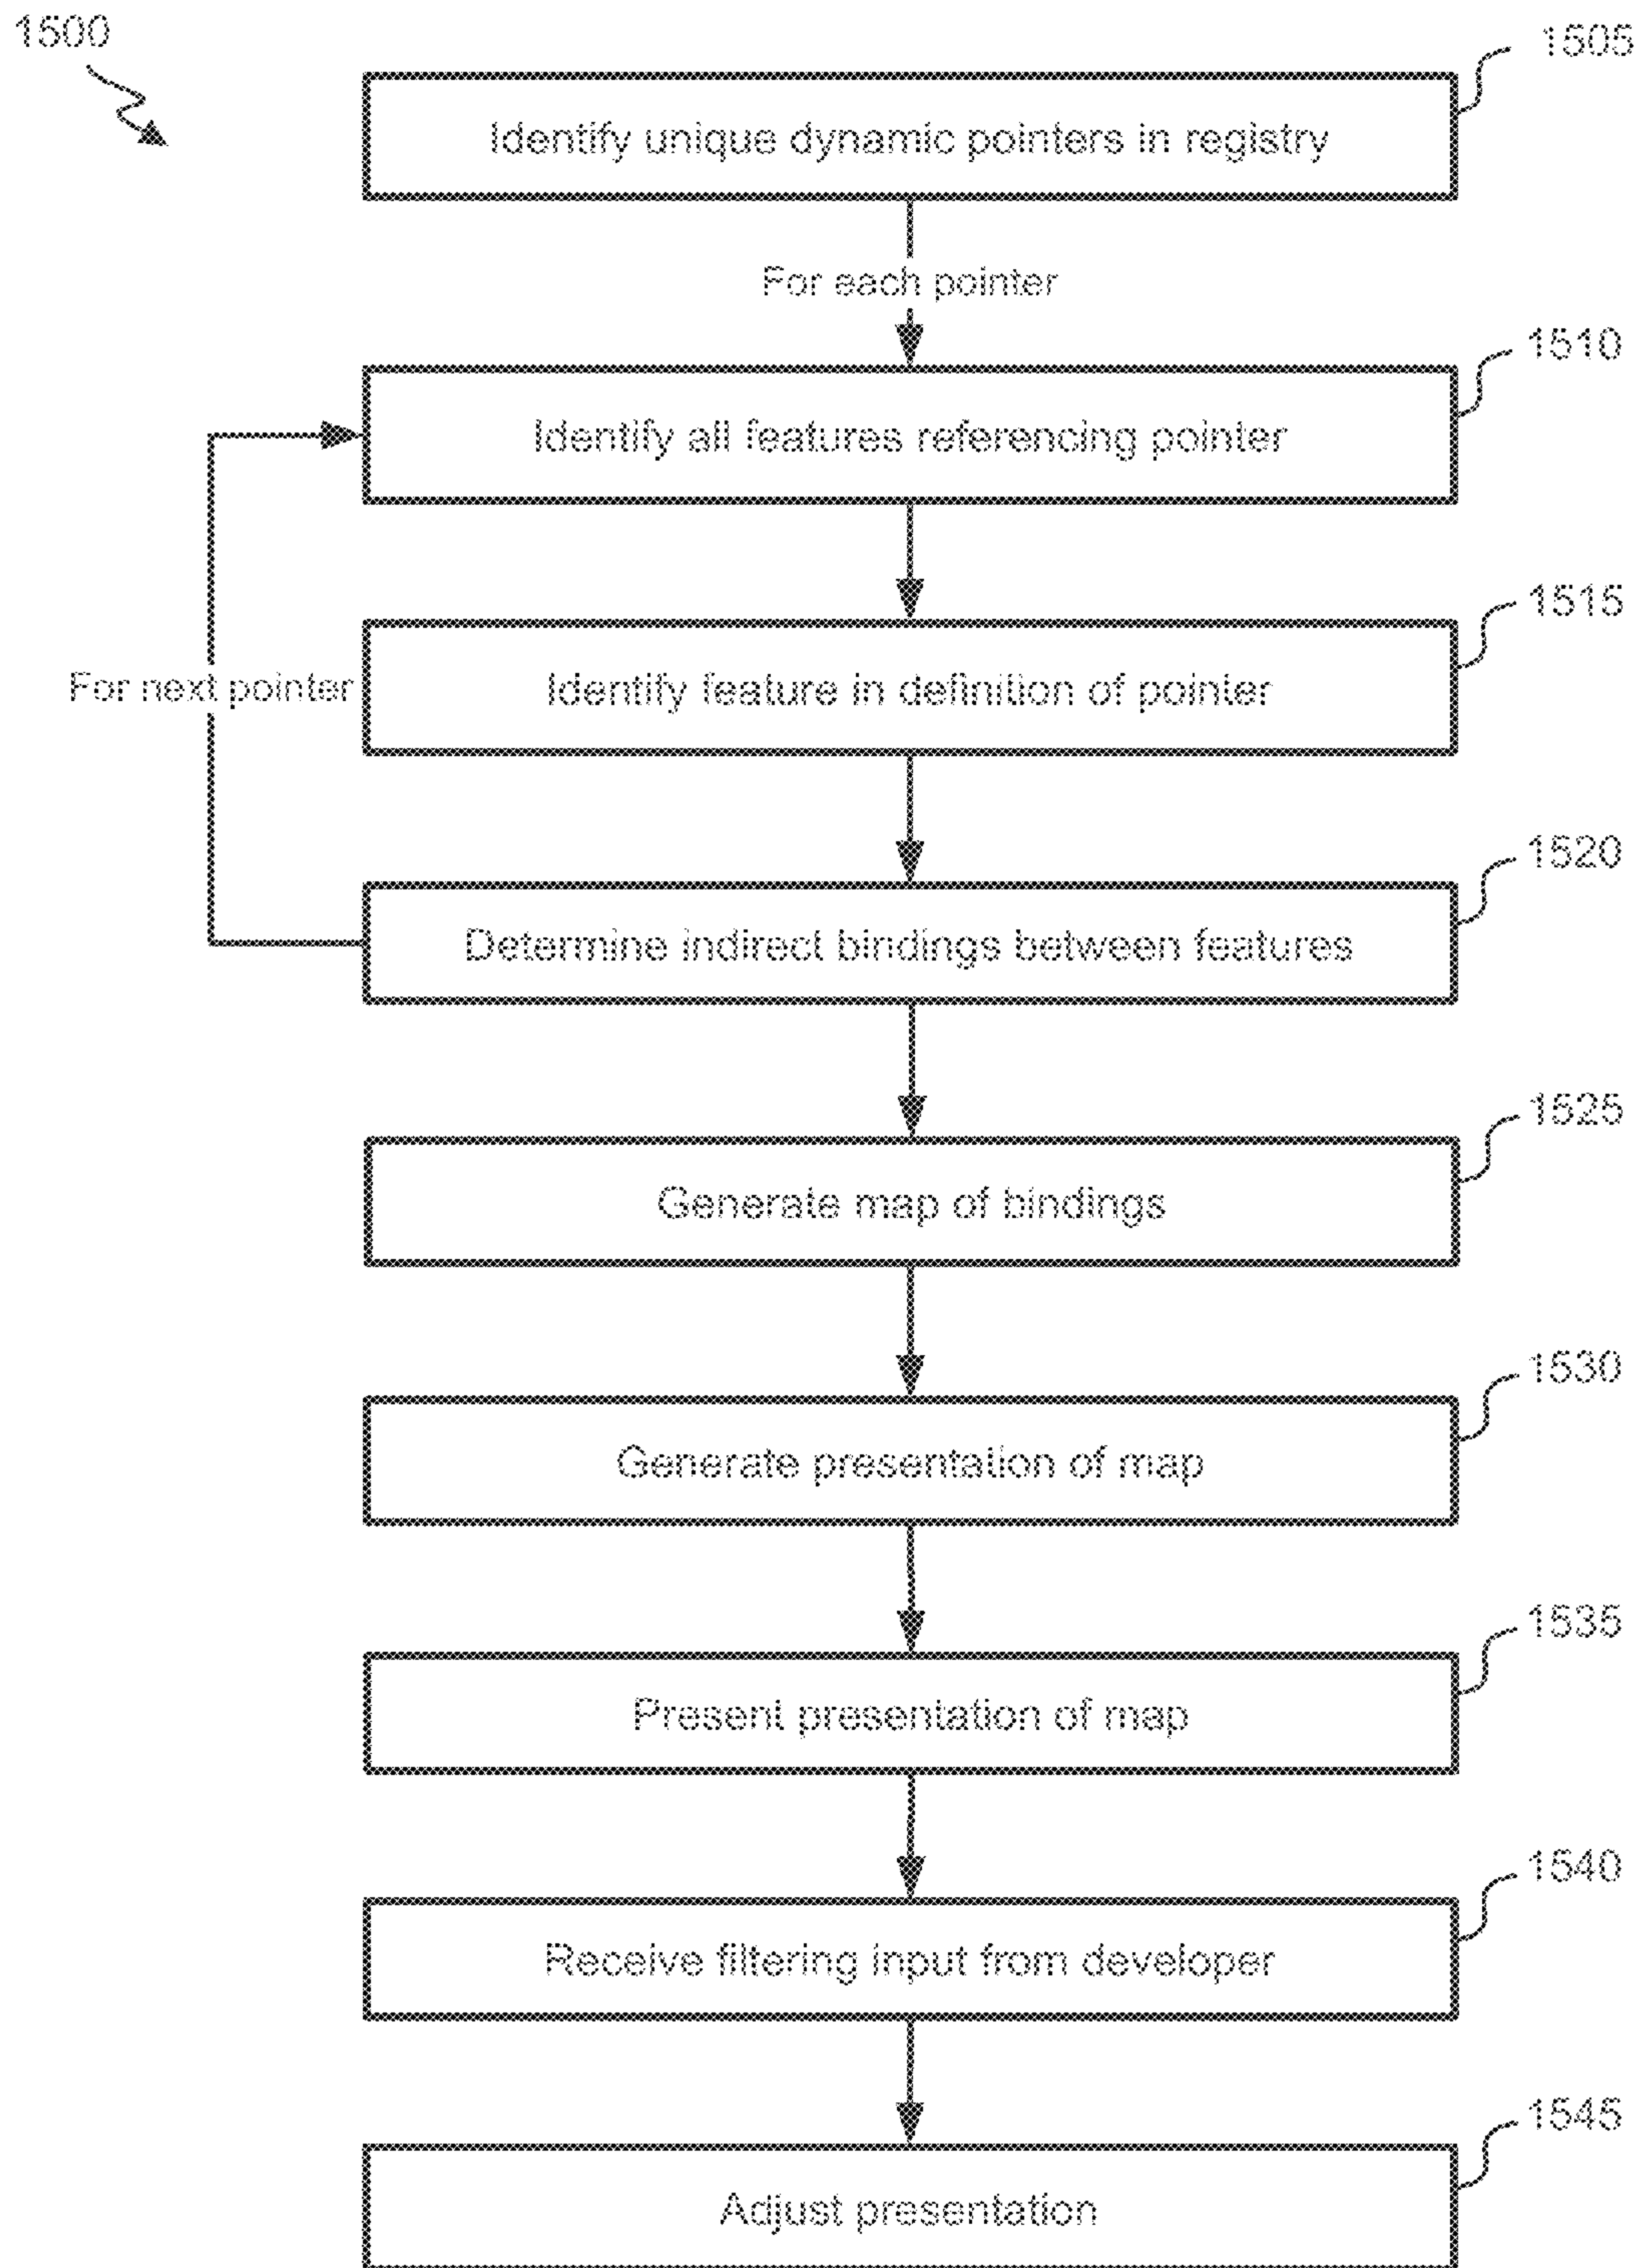 1500
1505
Identify unique dynamic pointers in registry
For each pointer
1510
Identify all features referencing pointer
1515
For next pointer
Identify feature in definition of pointer
1520
Determine indirect bindings between features
1525
Generate map of bindings
1530
Generate presentation of map
1535
Present presentation of map
1540
Receive filtering input from developer
1545
Adjust presentation